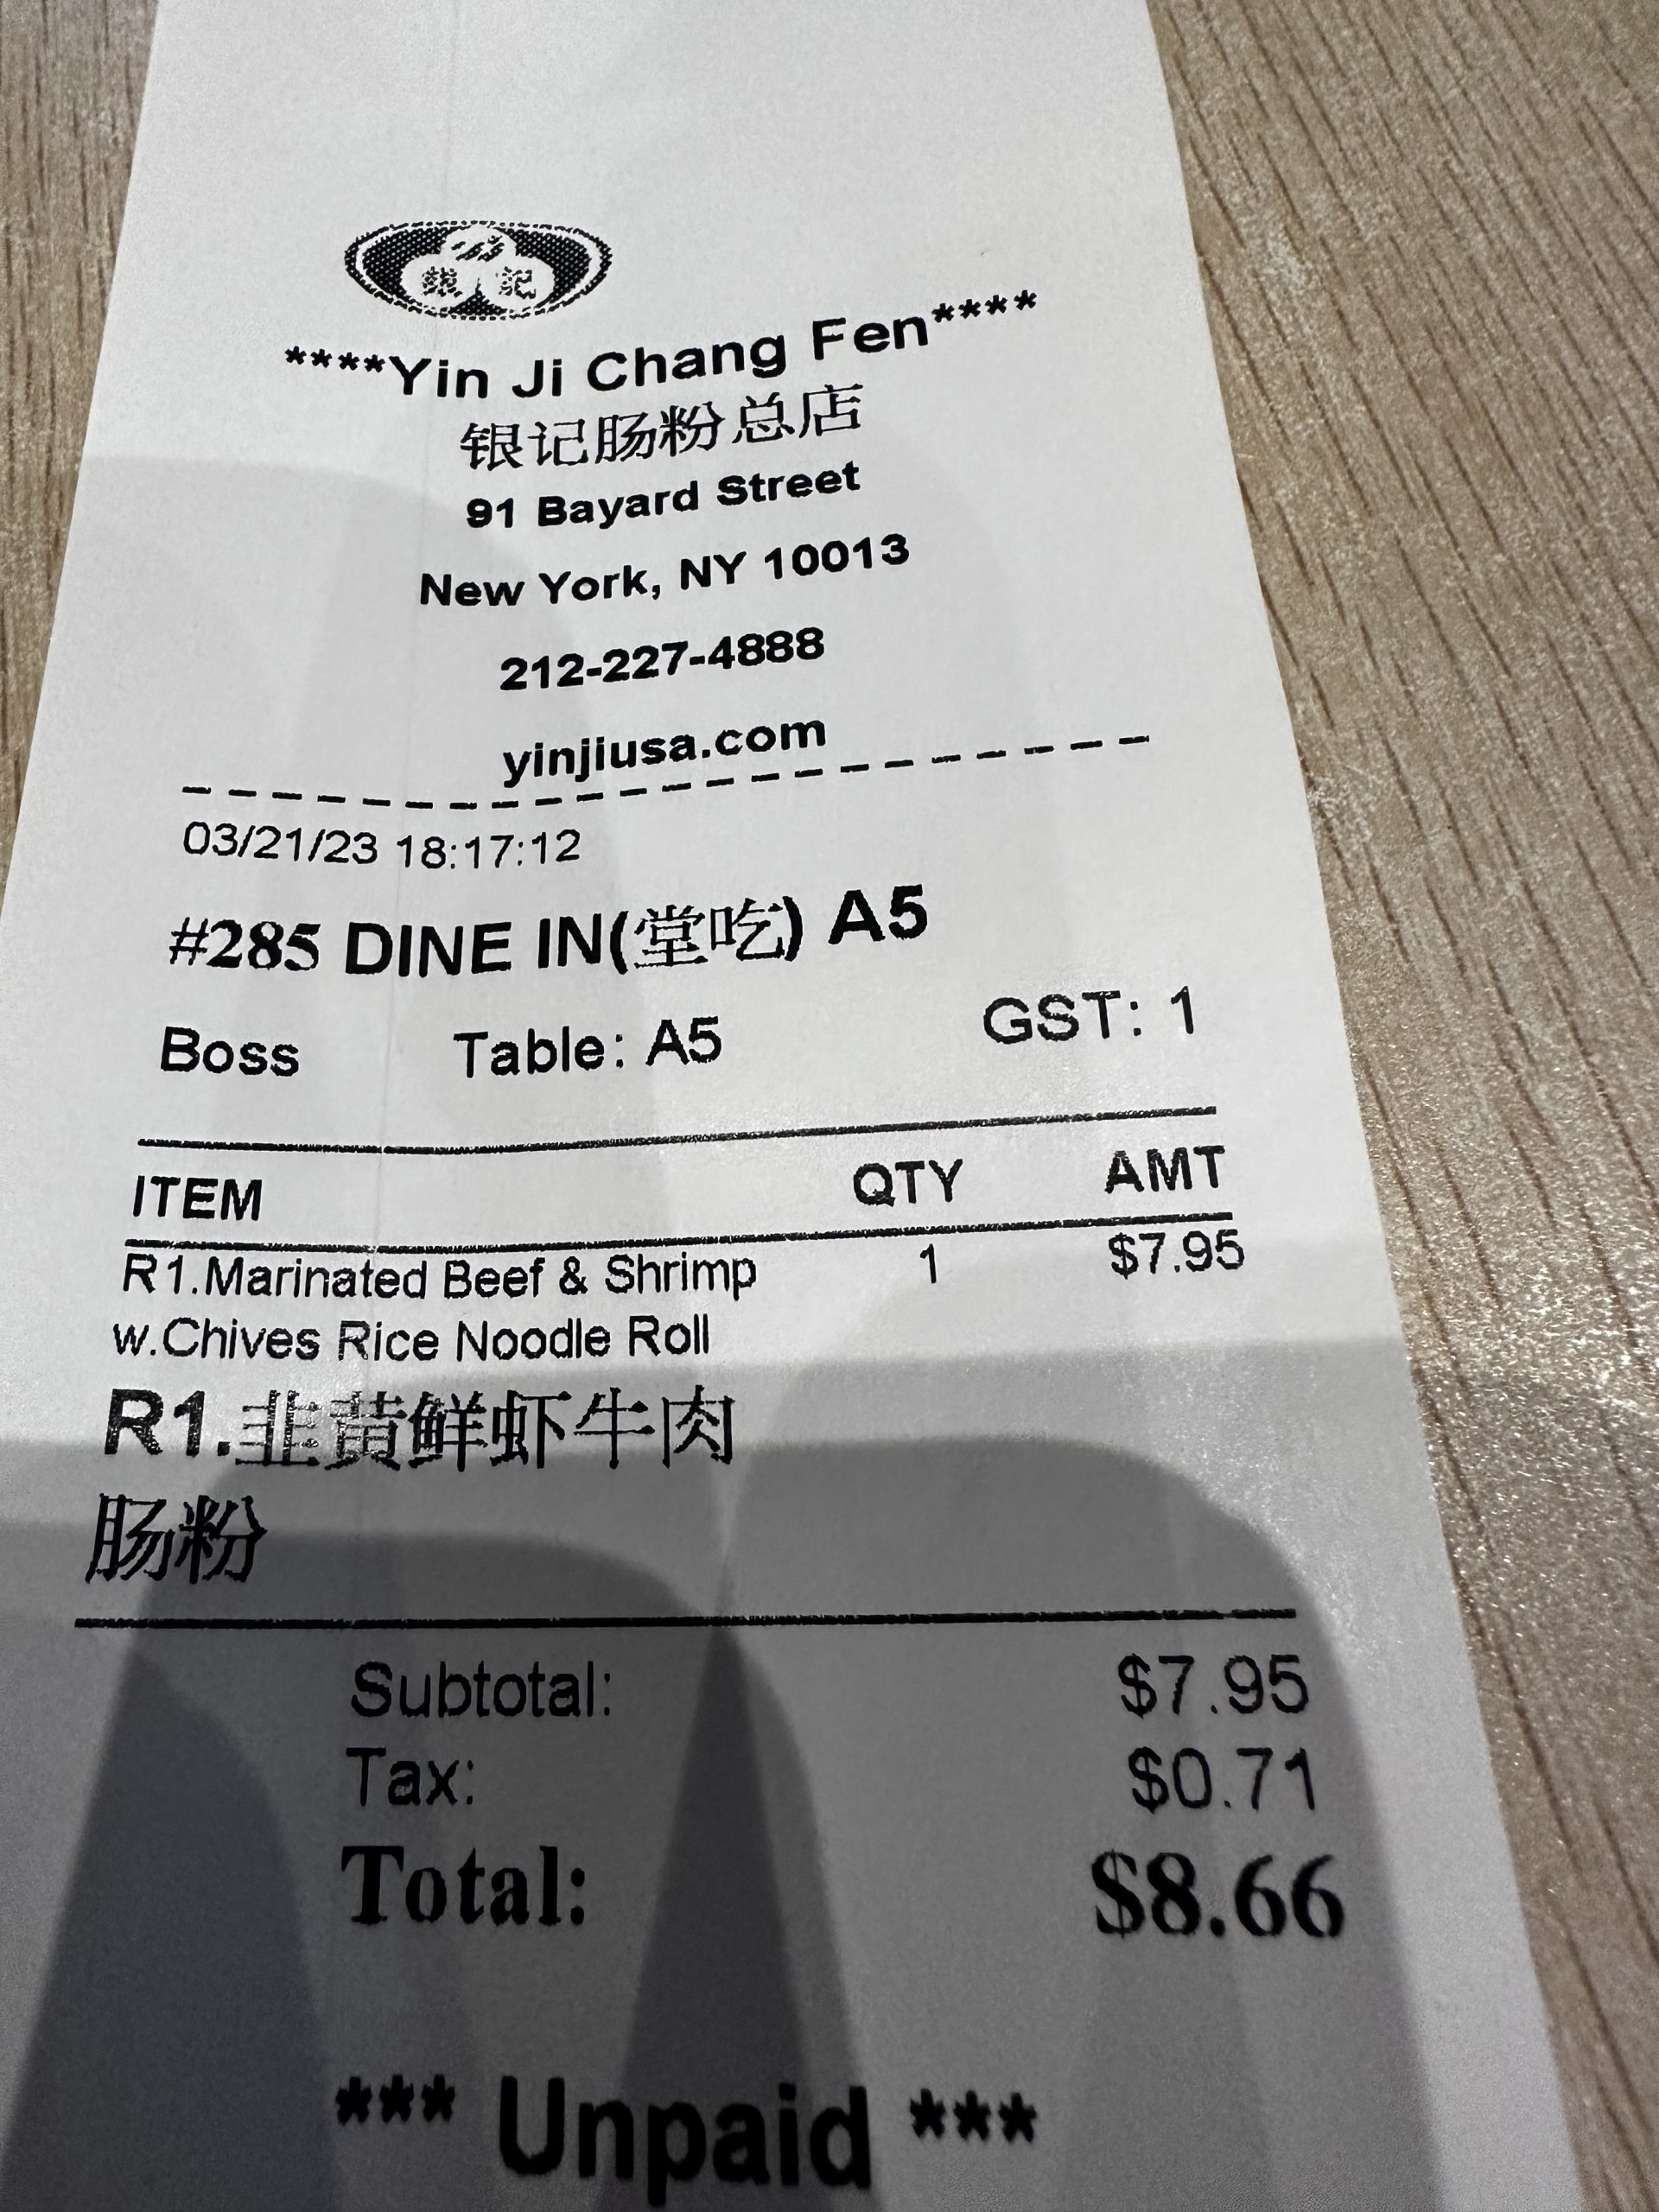 银 记
****Yin Ji Chang Fen****
银记肠粉总店
91 Bayard Street
New York, NY 10013
212-227-4888
yinjiusa.com
03/21/23 18:17:12
#285 DINE IN(堂吃) A5
Boss Table: A5 GST: 1
ITEM QTY AMT
R1.Marinated Beef & Shrimp 1 $7.95
w.Chives Rice Noodle Roll
R1.韭黄鲜虾牛肉
肠粉
Subtotal: $7.95
Tax: $0.71
Total: $8.66
*** Unpaid ***